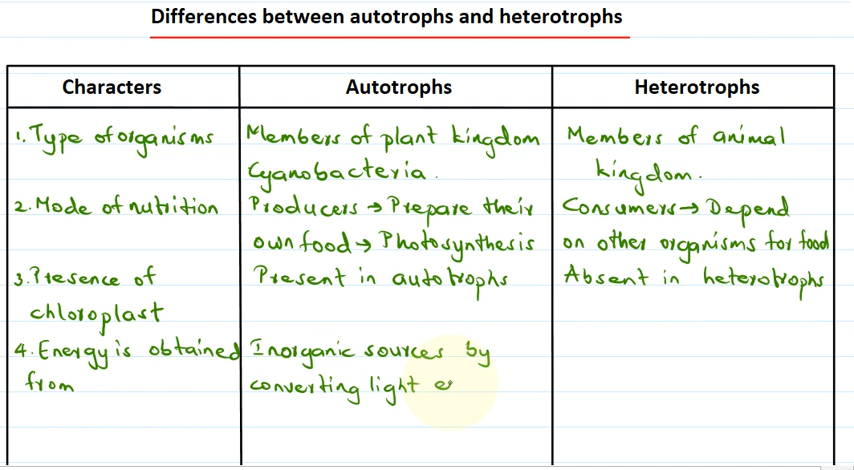 Differences between autotrophs and heterotrophs
Characters
Autotrophs
Heterotrophs
1. Type of organisms
Members of plant kingdom
Cyanobacteria.
Members of animal
kingdom.
2. Mode of nutrition
Producers → Prepare their
own food → Photosynthesis
Consumers → Depend
on other organisms for food
3. Presence of
chloroplast
Present in autotrophs
Absent in heterotrophs
4. Energy is obtained
from
Inorganic sources by
converting light e